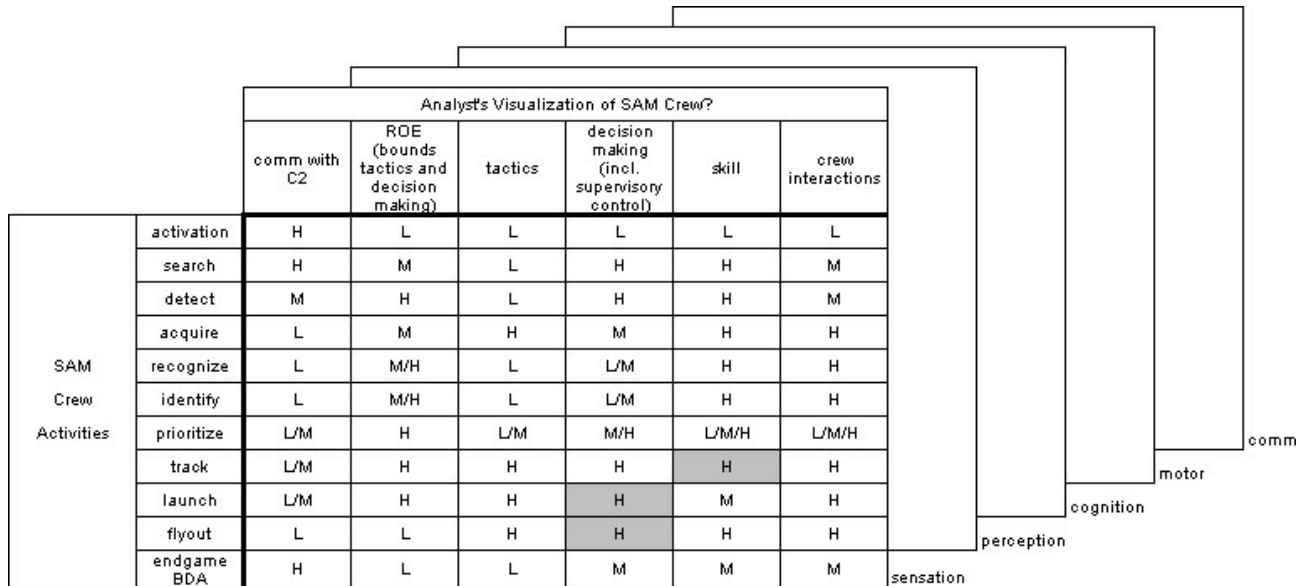 Analyst's Visualization of SAM Crew?
comm with
C2
ROE
(bounds
tactics and
decision
making)
tactics
decision
making
(incl.
supervisory
control)
skill
crew
interactions
SAM
Crew
Activities
activation H L L L L L
search H M L H H M
detect M H L H H M
acquire L M H M H H
recognize L M/H L L/M H H
identify L M/H L L/M H H
prioritize L/M H L/M M/H L/M/H L/M/H
track L/M H H H H H
launch L/M H H H M H
flyout L L H H H H
endgame
BDA H L L M M M
sensation
perception
cognition
motor
comm